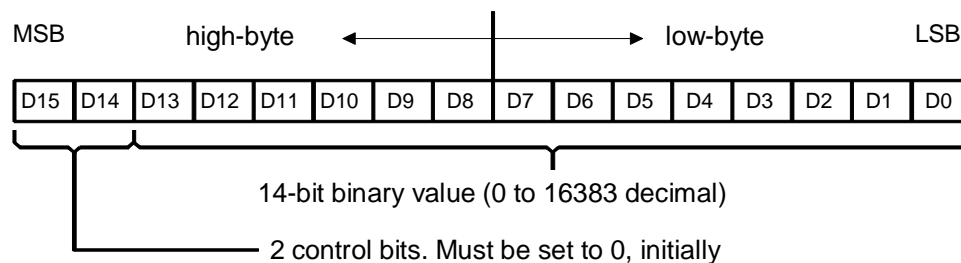 MSB high-byte low-byte LSB
D15 D14 D13 D12 D11 D10 D9 D8 D7 D6 D5 D4 D3 D2 D1 D0
14-bit binary value (0 to 16383 decimal)
2 control bits. Must be set to 0, initially